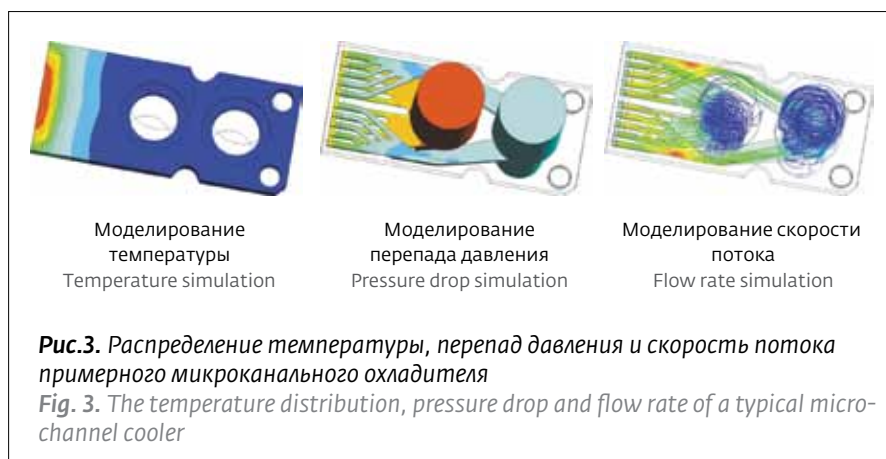 Моделирование
температуры
Temperature simulation
Моделирование
перепада давления
Pressure drop simulation
Моделирование скорости
потока
Flow rate simulation
Рис.3. Распределение температуры, перепад давления и скорость потока
примерного микроканального охладителя
Fig. 3. The temperature distribution, pressure drop and flow rate of a typical micro-
channel cooler